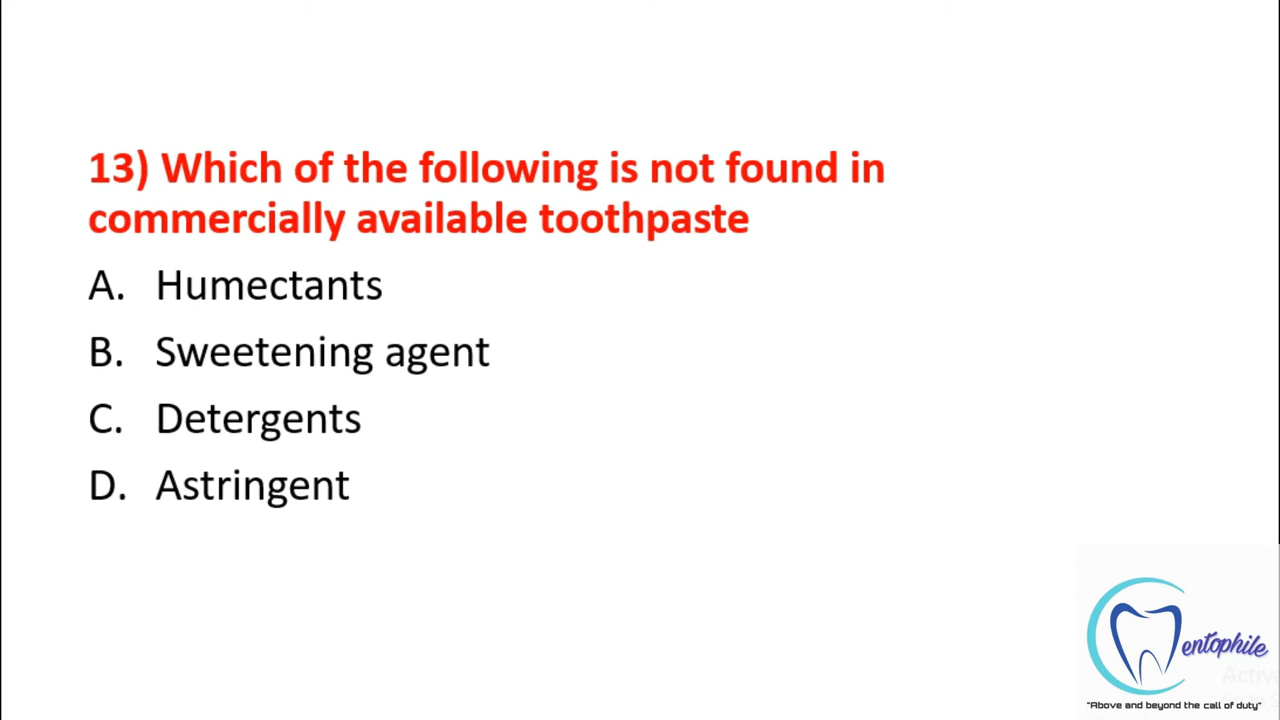 13) Which of the following is not found in
commercially available toothpaste
A. Humectants
B. Sweetening agent
C. Detergents
D. Astringent
entophile
"Above and beyond the call of duty"